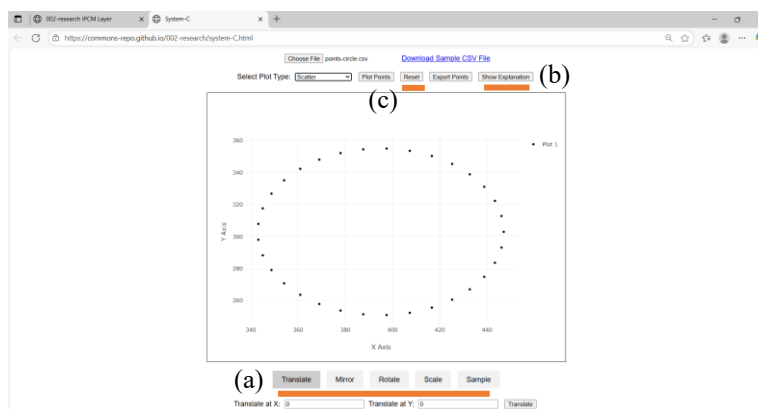 002-research IPCM Layer
System-C
https://commons-repo.github.io/002-research/system-C.html
Choose File points-circle.csv Download Sample CSV File
Select Plot Type: Scatter Plot Points Reset Export Points Show Explanation (b)
(c)
360
340
320
300
280
260
Y Axis
Plot 1
340 360 380 400 420 440
X Axis
(a) Translate Mirror Rotate Scale Sample
Translate at X: 0 Translate at Y: 0 Translate